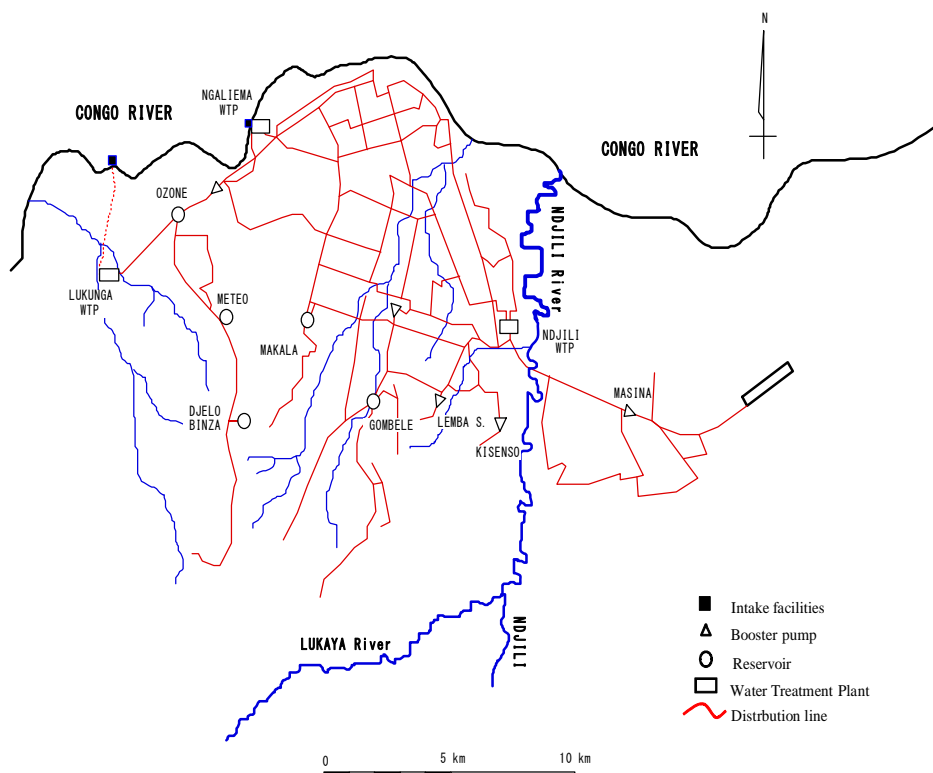 N
NGALIEMA
WTP
CONGO RIVER
CONGO RIVER
OZONE
NDJILI River
LUKUNGA
WTP
METEO
MAKALA
NDJILI
WTP
MASINA
DJELO
BINZA
GOMBELE
LEMBA S.
KISENSO
LUKAYA River
NDJILI
Intake facilities
Booster pump
Reservoir
Water Treatment Plant
Distrbution line
0
5 km
10 km